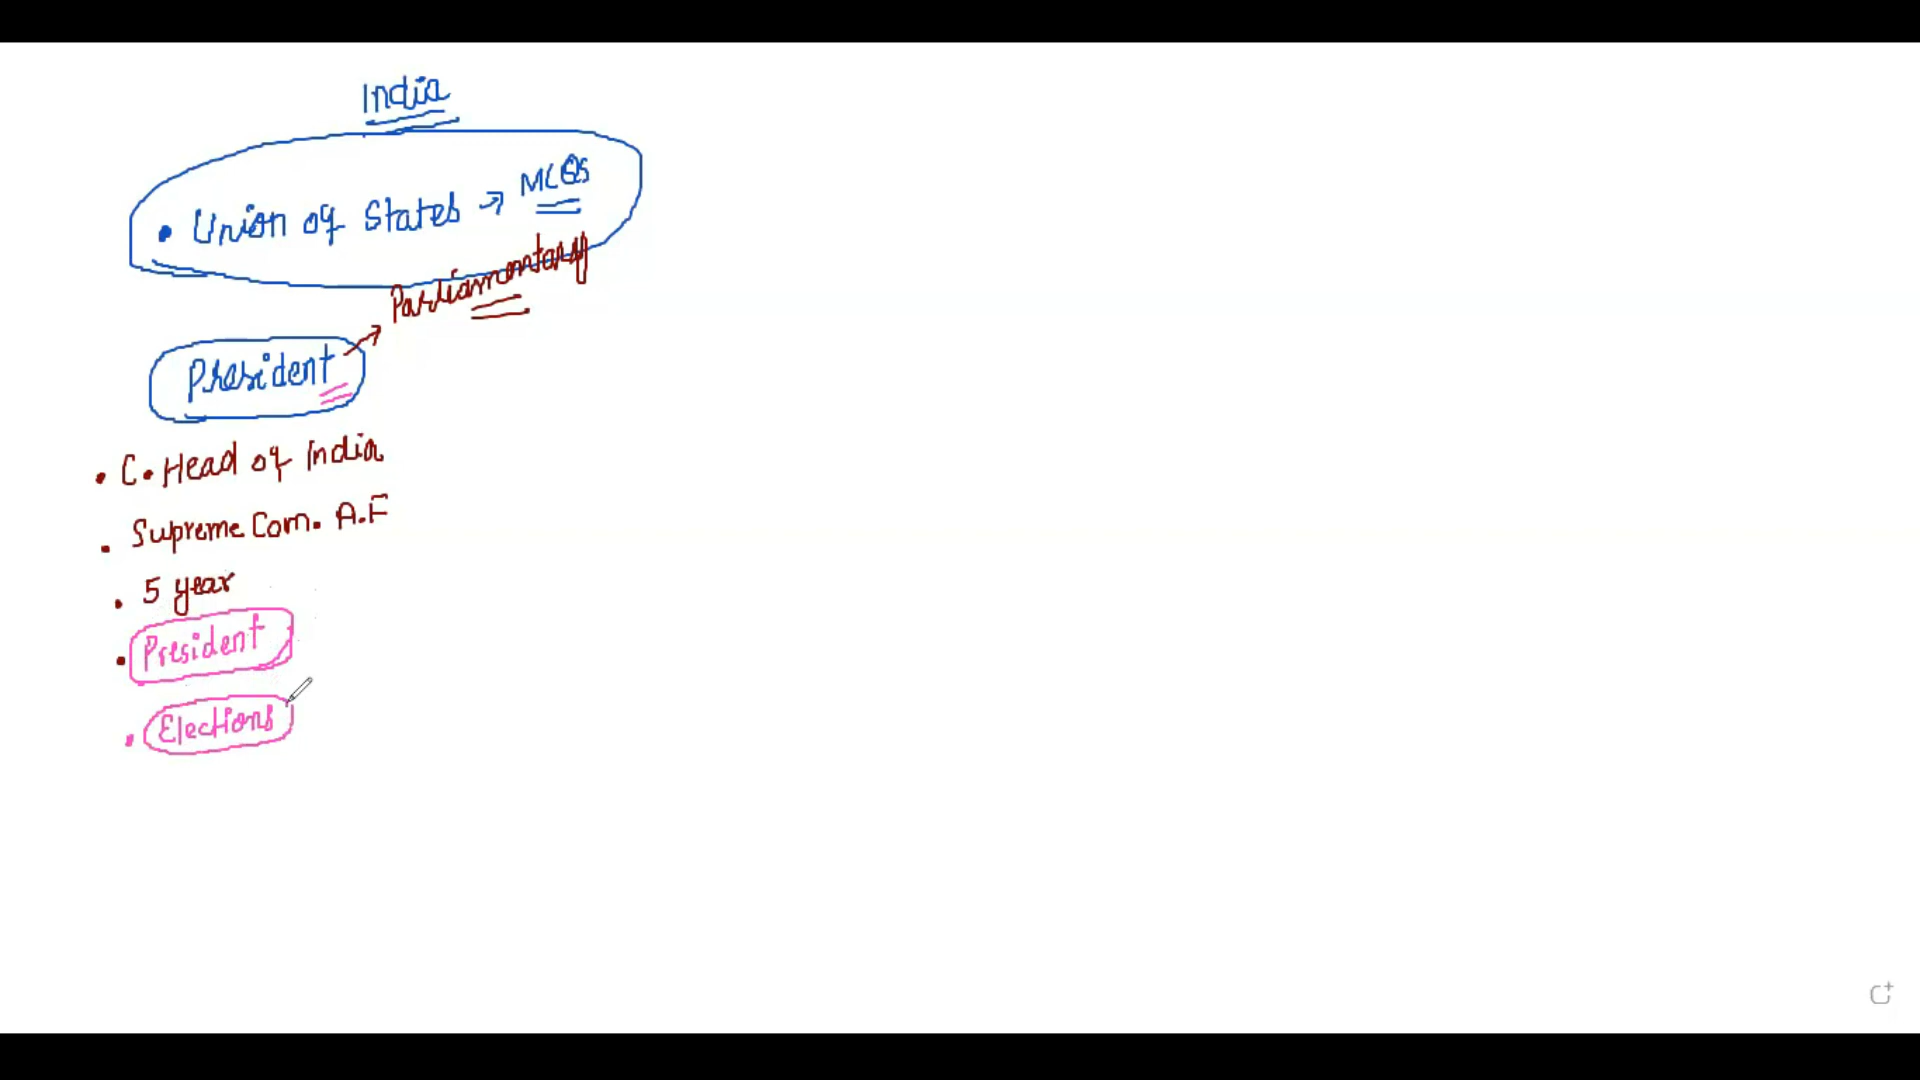 India
• Union of States → MCQs
Parliamentary
President
• C. Head of India
• Supreme Com. A.F
• 5 year
• President
• Elections